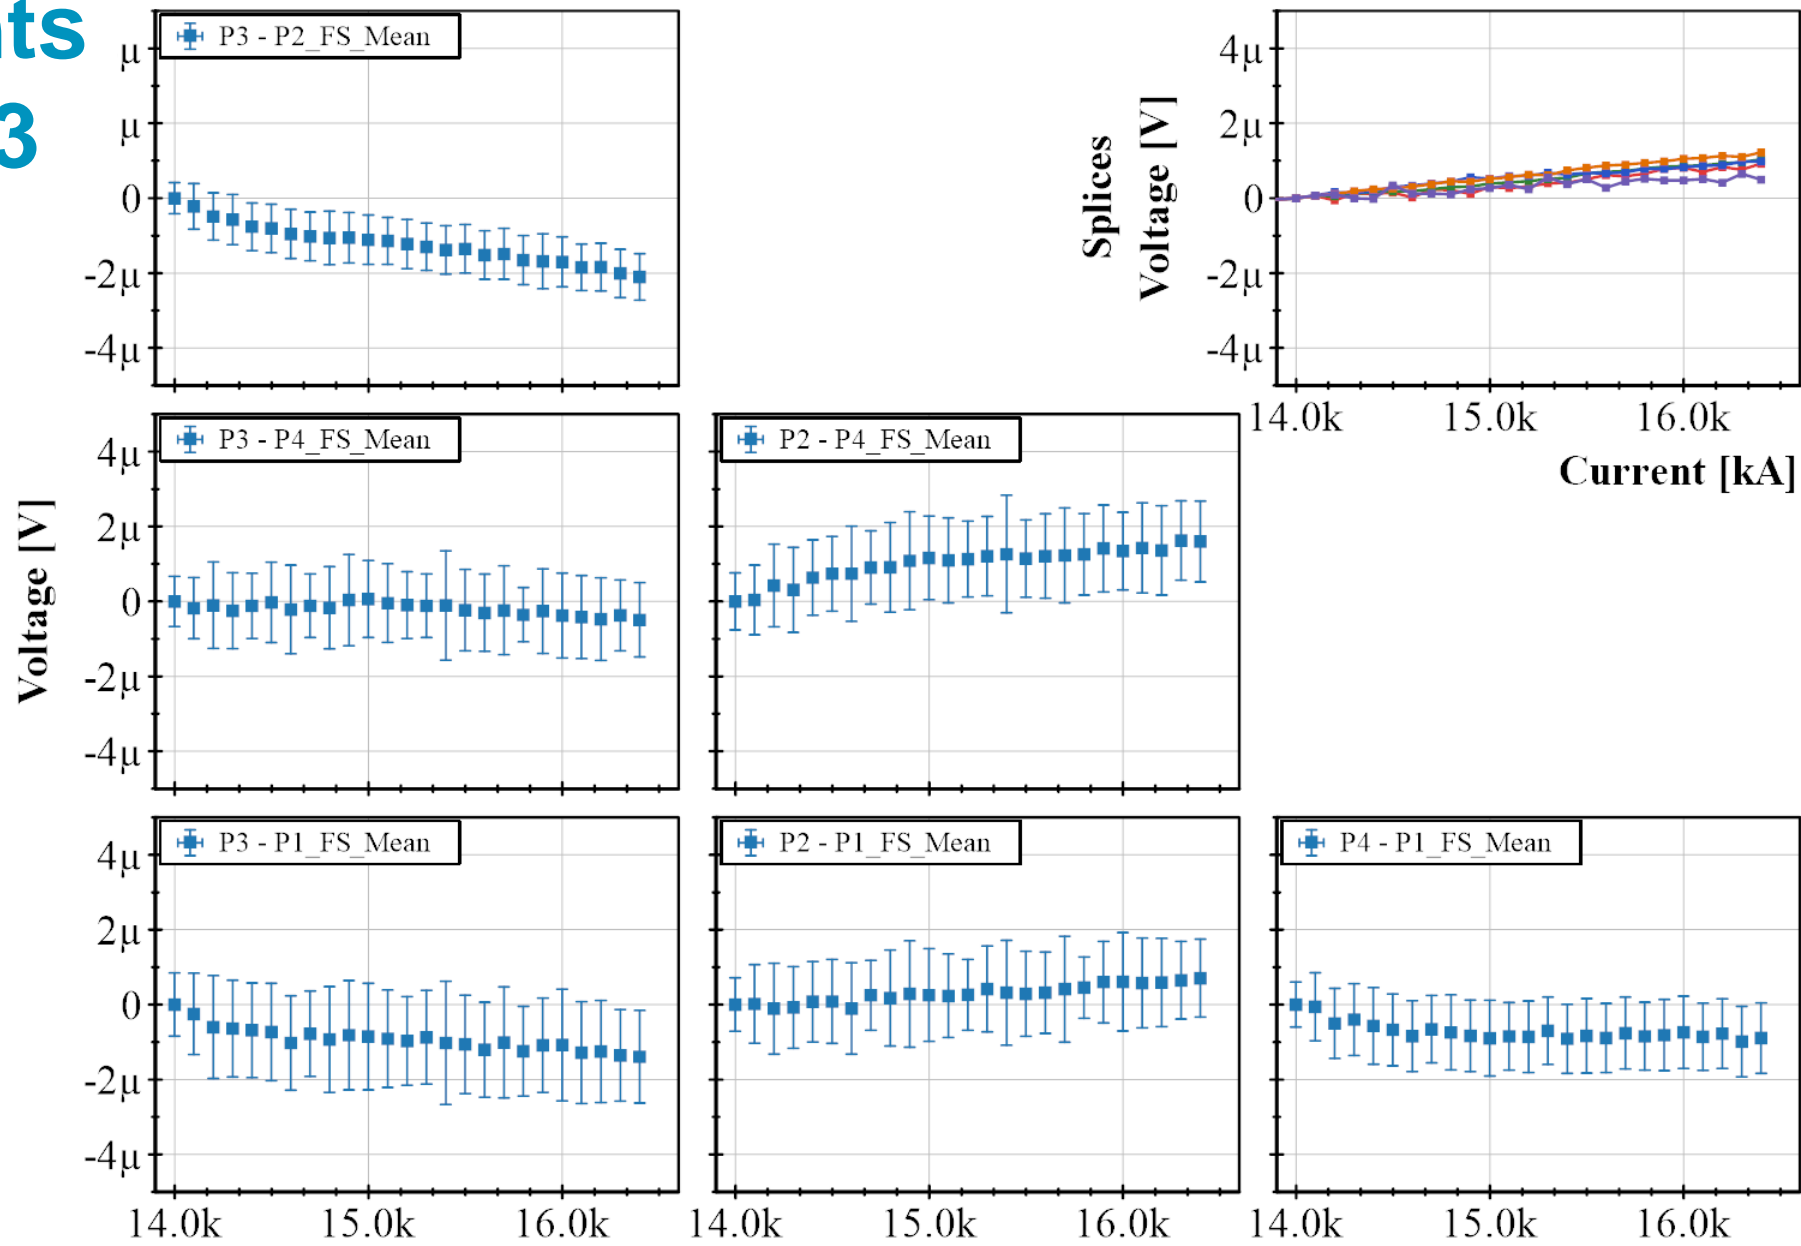 nts
3
P3 - P2_FS_Mean
μ
μ
0
-2μ
-4μ
Splices
Voltage [V]
4μ
2μ
0
-2μ
-4μ
14.0k 15.0k 16.0k
Current [kA]
Voltage [V]
P3 - P4_FS_Mean
4μ
2μ
0
-2μ
-4μ
P2 - P4_FS_Mean
P3 - P1_FS_Mean
4μ
2μ
0
-2μ
-4μ
14.0k 15.0k 16.0k
P2 - P1_FS_Mean
14.0k 15.0k 16.0k
P4 - P1_FS_Mean
14.0k 15.0k 16.0k